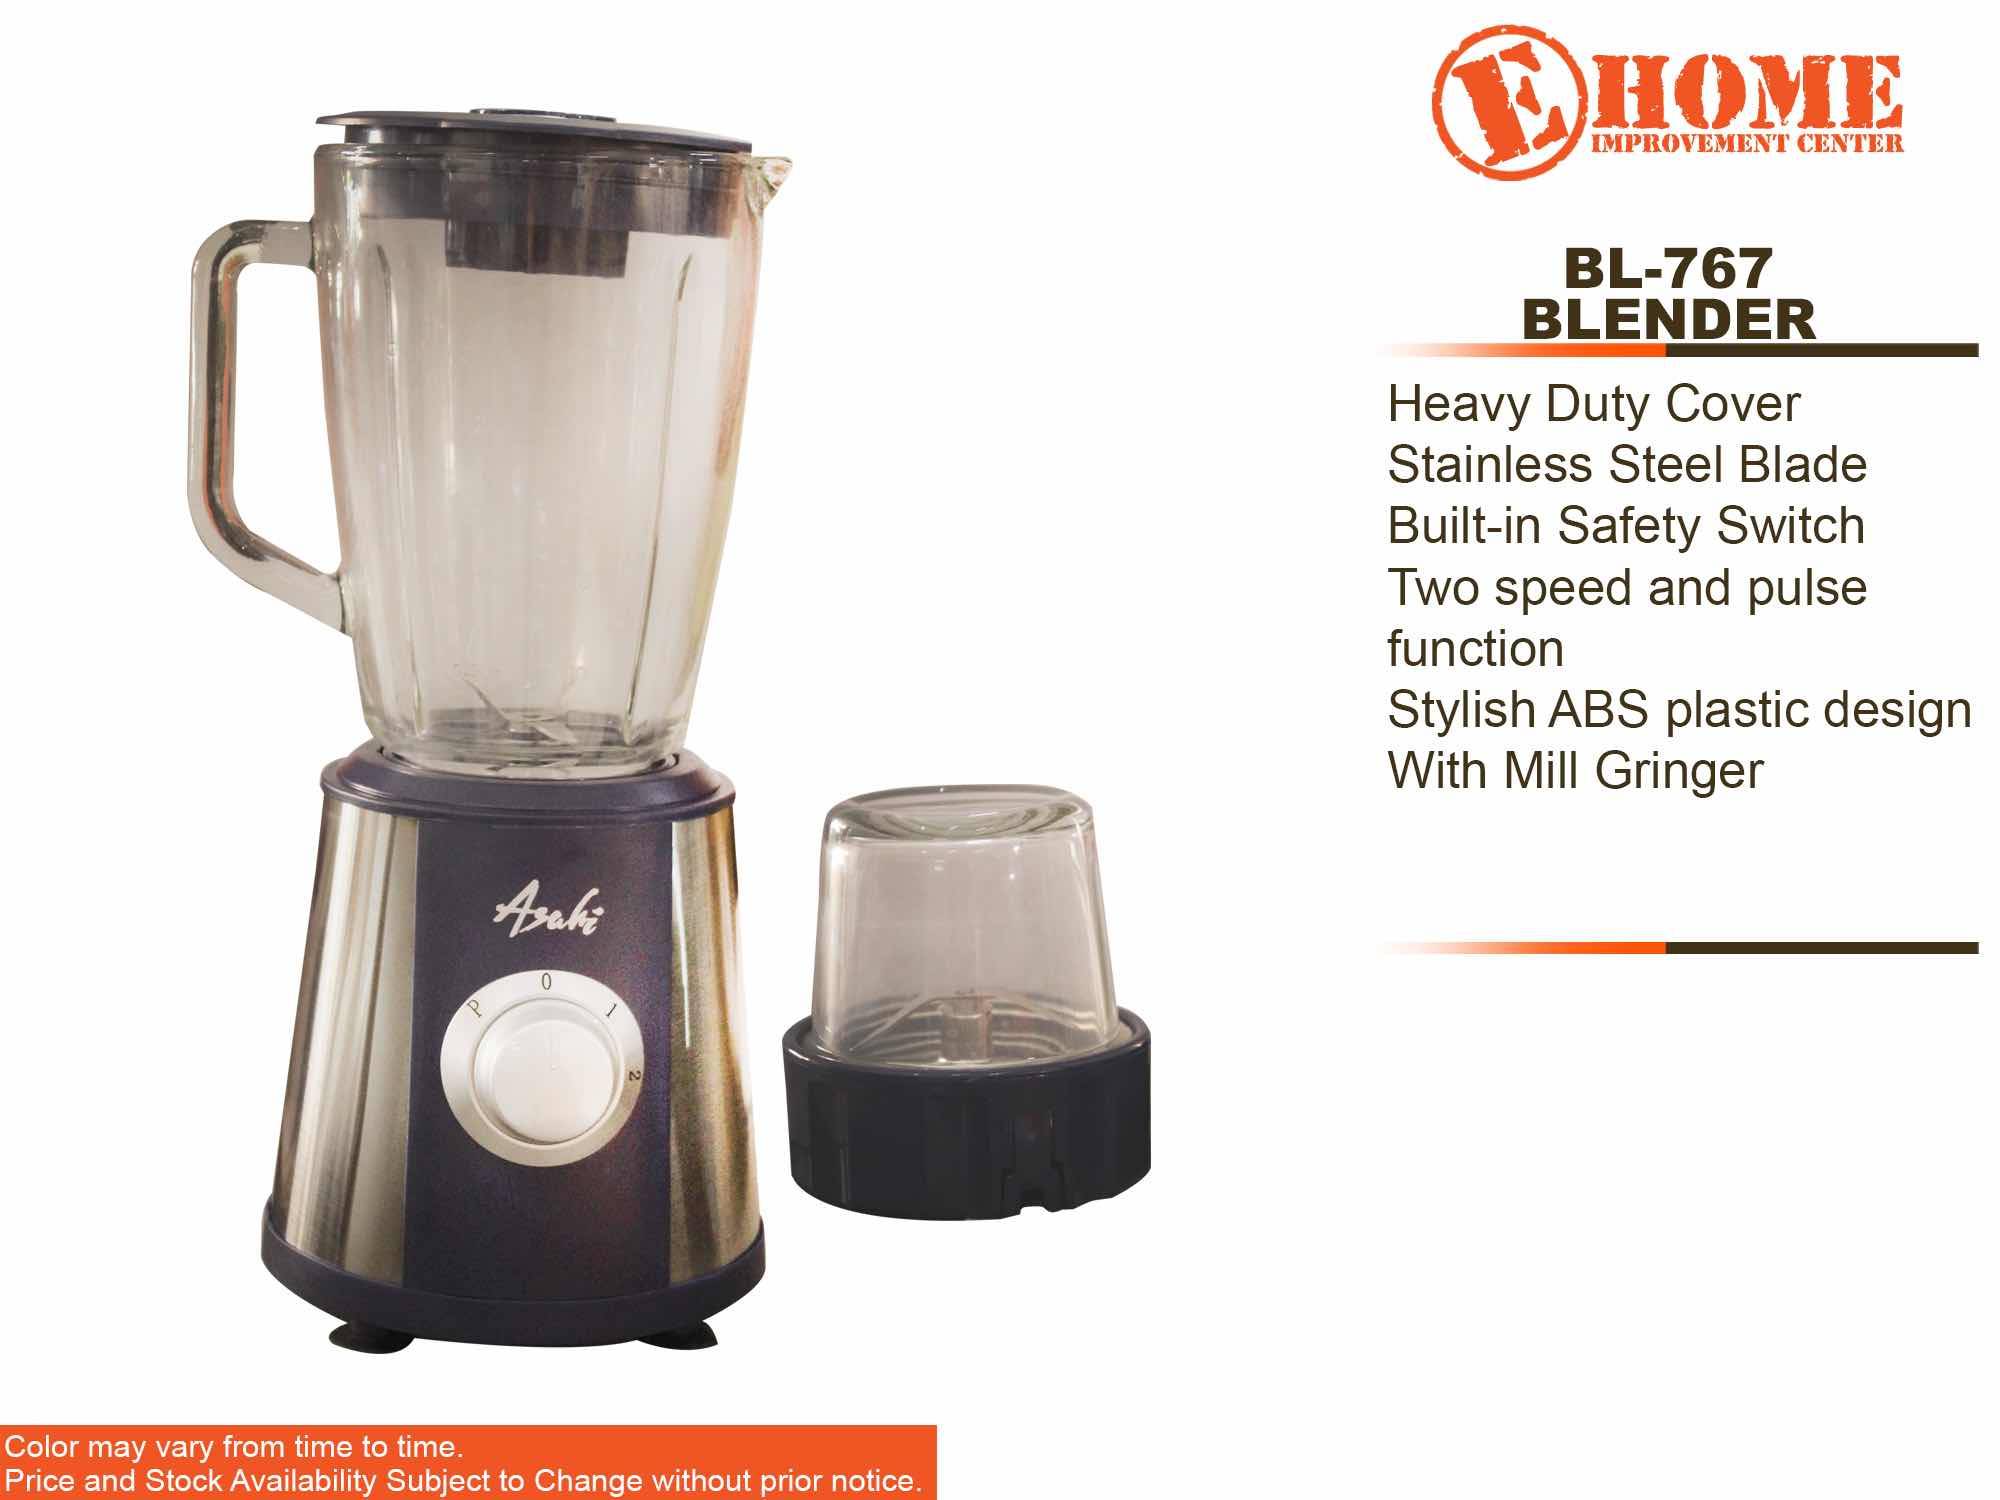 E HOME
IMPROVEMENT CENTER
BL-767
BLENDER
Heavy Duty Cover
Stainless Steel Blade
Built-in Safety Switch
Two speed and pulse
function
Stylish ABS plastic design
With Mill Gringer
Asahi
P 0 1 2
Color may vary from time to time.
Price and Stock Availability Subject to Change without prior notice.